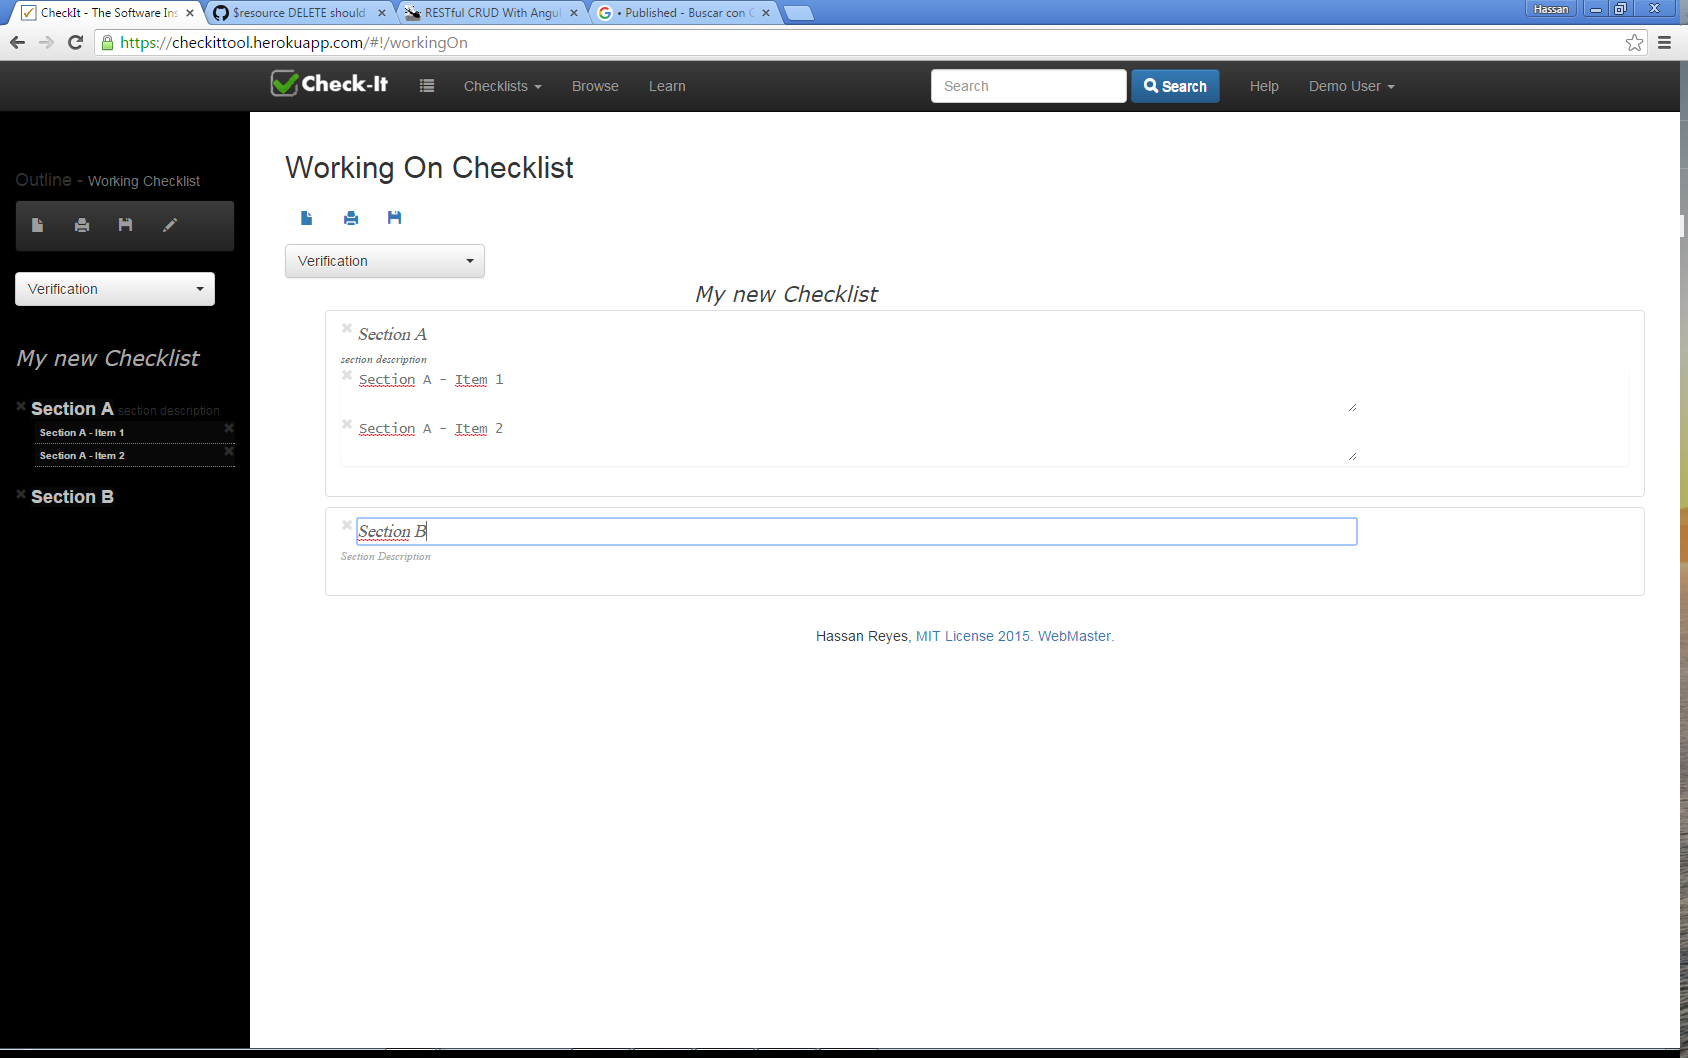 CheckIt - The Software Ins
$resource DELETE should
RESTful CRUD With Angul
• Published - Buscar con G
Hassan
https://checkittool.herokuapp.com/#!/workingOn
Check-It
Checklists
Browse
Learn
Search
Search
Help
Demo User
Outline - Working Checklist
Verification
My new Checklist
Section A section description
Section A - Item 1
Section A - Item 2
Section B
Working On Checklist
Verification
My new Checklist
Section A
section description
Section A - Item 1
Section A - Item 2
Section B
Section Description
Hassan Reyes, MIT License 2015. WebMaster.